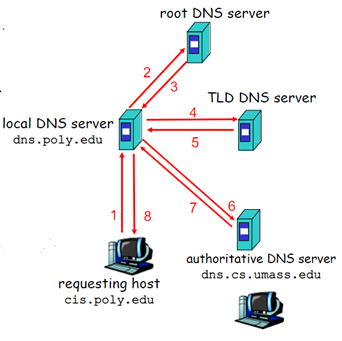 root DNS server
2
3
TLD DNS server
4
5
local DNS server
dns.poly.edu
1
8
7
6
requesting host
cis.poly.edu
authoritative DNS server
dns.cs.umass.edu